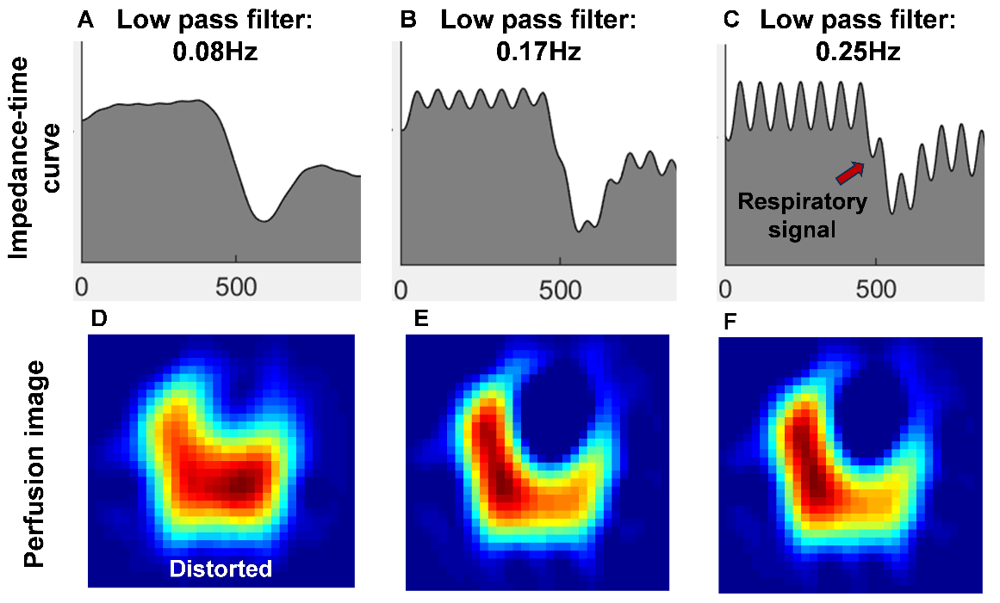 A Low pass filter:
0.08Hz
B Low pass filter:
0.17Hz
C Low pass filter:
0.25Hz
Impedance-time
curve
Respiratory
signal
0 500
0 500
0 500
D
E
F
Perfusion image
Distorted